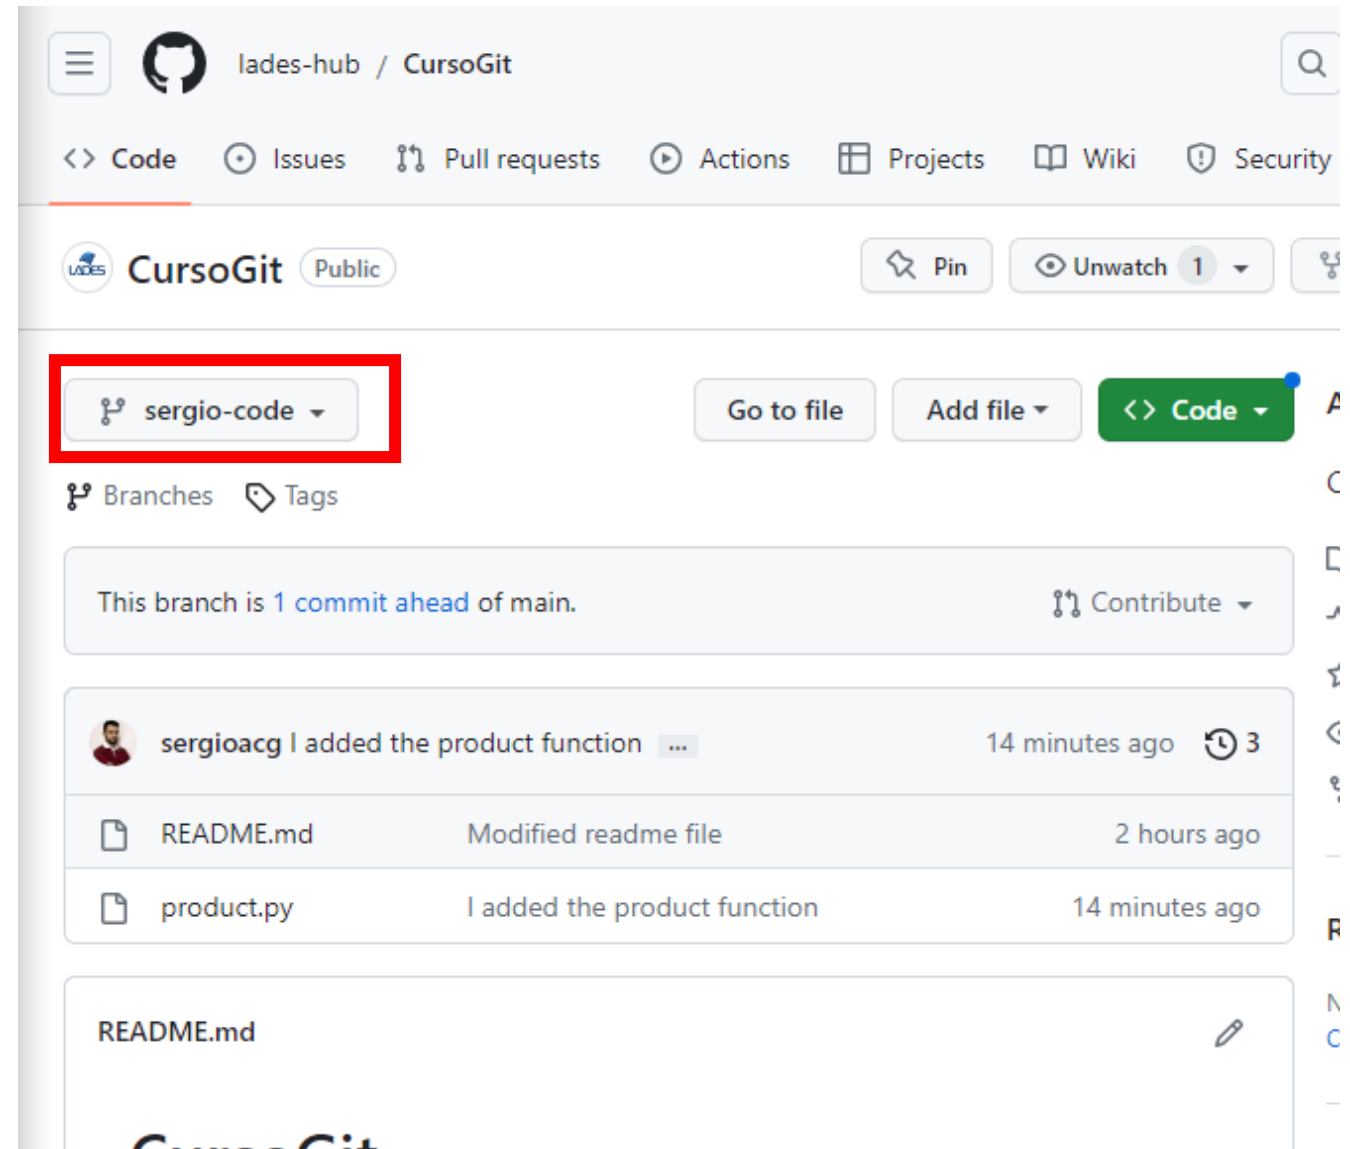 lades-hub / CursoGit
Code Issues Pull requests Actions Projects Wiki Security
LADES CursoGit Public Pin Unwatch 1
sergio-code Go to file Add file Code
Branches Tags
This branch is 1 commit ahead of main. Contribute
sergioacg I added the product function ... 14 minutes ago 3
README.md Modified readme file 2 hours ago
product.py I added the product function 14 minutes ago
README.md
CursoGit